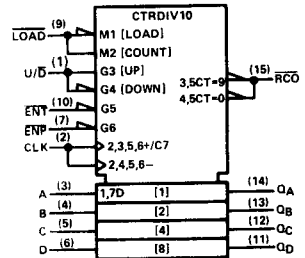 CTRDIV10
LOAD (9) M1 [LOAD]
M2 [COUNT]
U/D (1) G3 [UP]
G4 [DOWN]
ENT (10) G5
ENP (7) G6
CLK (2) 2,3,5,6+/C7
2,4,5,6−
3,5CT=9 (15) RCO
4,5CT=0
A (3) 1,7D [1] (14) QA
B (4) [2] (13) QB
C (5) [4] (12) QC
D (6) [8] (11) QD